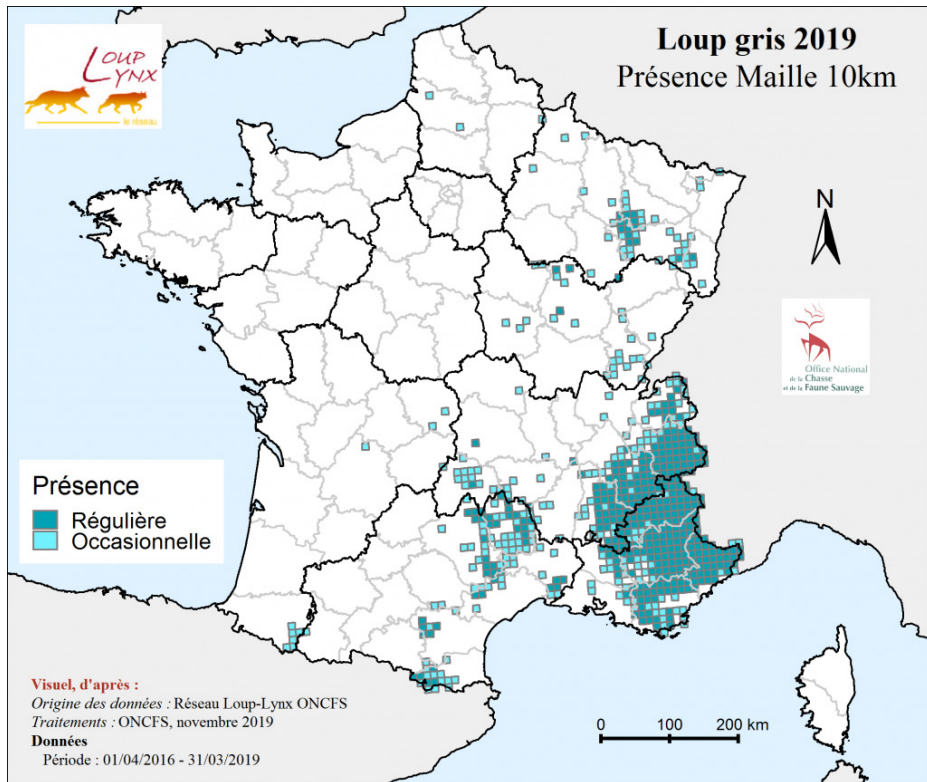 LOUP
LYNX
le réseau
Loup gris 2019
Présence Maille 10km
N
Office National
de la Chasse
et de la Faune Sauvage
Présence
Régulière
Occasionnelle
Visuel, d'après :
Origine des données : Réseau Loup-Lynx ONCFS
Traitements : ONCFS, novembre 2019
Données
Période : 01/04/2016 - 31/03/2019
0 100 200 km